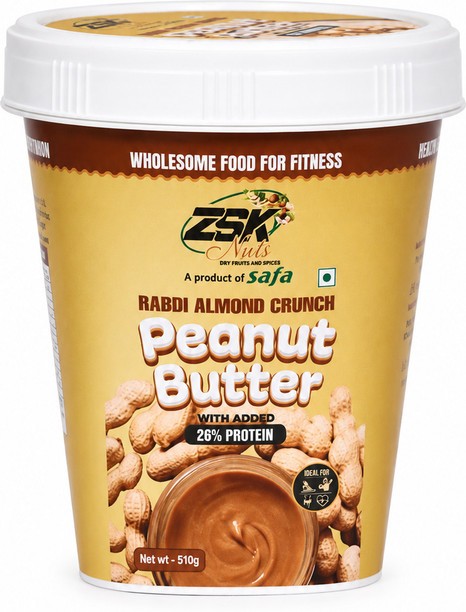 WHOLESOME FOOD FOR FITNESS
ZSK
Nuts
DRY FRUITS AND SPICES
A product of safa
RABDI ALMOND CRUNCH
Peanut
Butter
WITH ADDED
26% PROTEIN
IDEAL FOR
Net wt - 510g